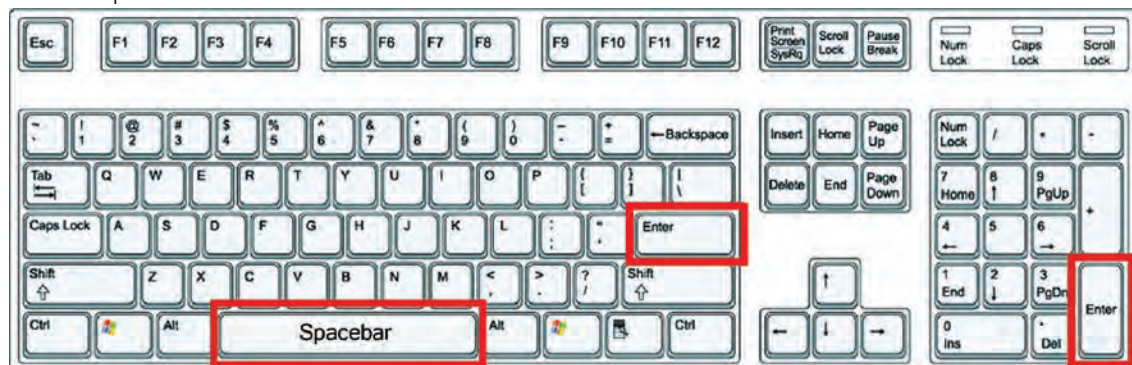 Esc F1 F2 F3 F4 F5 F6 F7 F8 F9 F10 F11 F12 Print Screen SysRq Scroll Lock Pause Break Num Lock Caps Lock Scroll Lock
~ ` ! 1 @ 2 # 3 $ 4 % 5 ^ 6 & 7 * 8 ( 9 ) 0 - + = ←Backspace Insert Home Page Up Num Lock / * -
Tab Q W E R T Y U I O P { [ } ] | \ Delete End Page Down 7 Home 8 ↑ 9 PgUp +
Caps Lock A S D F G H J K L : ; " ' Enter 4 ← 5 6 →
Shift Z X C V B N M < , > . ? / Shift ↑ 1 End 2 ↓ 3 PgDn Enter
Ctrl Alt Spacebar Alt Ctrl ← ↓ → 0 Ins . Del